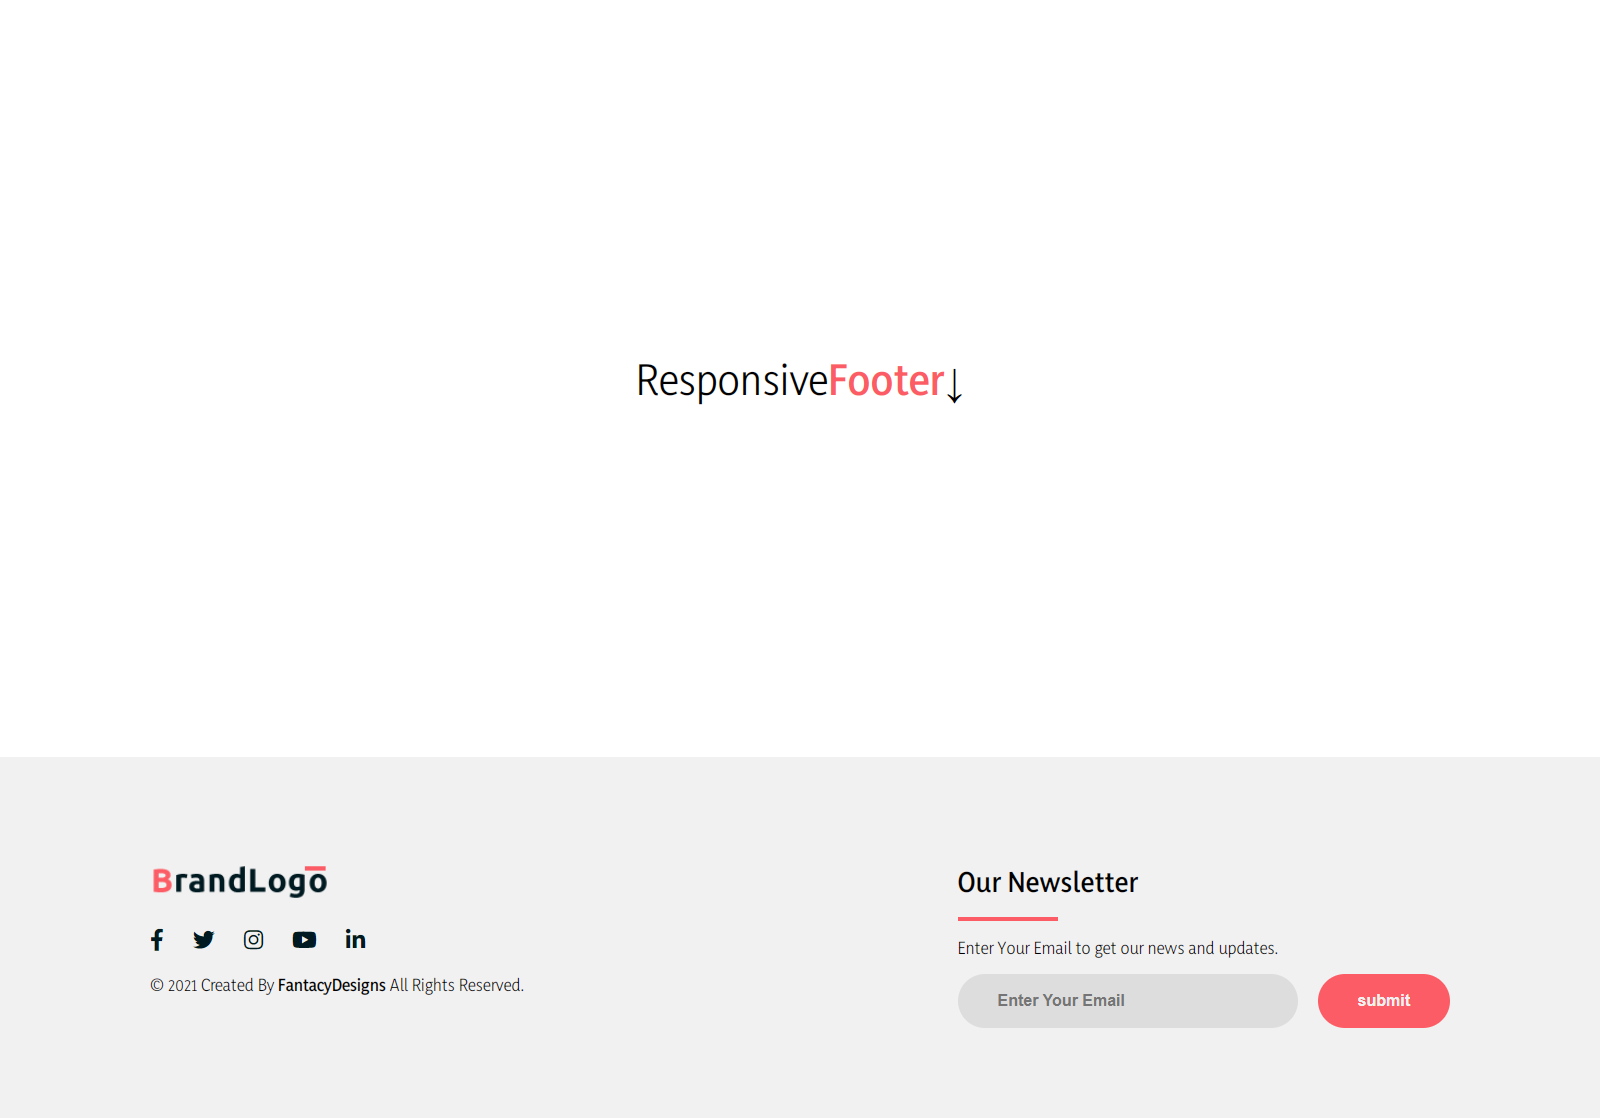 ResponsiveFooter↓
BrandLogo
© 2021 Created By FantacyDesigns All Rights Reserved.
Our Newsletter
Enter Your Email to get our news and updates.
Enter Your Email
submit